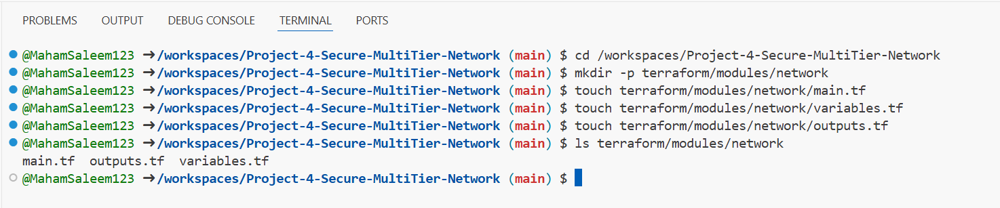 PROBLEMS OUTPUT DEBUG CONSOLE TERMINAL PORTS
@MahamSaleem123 ➜/workspaces/Project-4-Secure-MultiTier-Network (main) $ cd /workspaces/Project-4-Secure-MultiTier-Network
@MahamSaleem123 ➜/workspaces/Project-4-Secure-MultiTier-Network (main) $ mkdir -p terraform/modules/network
@MahamSaleem123 ➜/workspaces/Project-4-Secure-MultiTier-Network (main) $ touch terraform/modules/network/main.tf
@MahamSaleem123 ➜/workspaces/Project-4-Secure-MultiTier-Network (main) $ touch terraform/modules/network/variables.tf
@MahamSaleem123 ➜/workspaces/Project-4-Secure-MultiTier-Network (main) $ touch terraform/modules/network/outputs.tf
@MahamSaleem123 ➜/workspaces/Project-4-Secure-MultiTier-Network (main) $ ls terraform/modules/network
main.tf  outputs.tf  variables.tf
@MahamSaleem123 ➜/workspaces/Project-4-Secure-MultiTier-Network (main) $